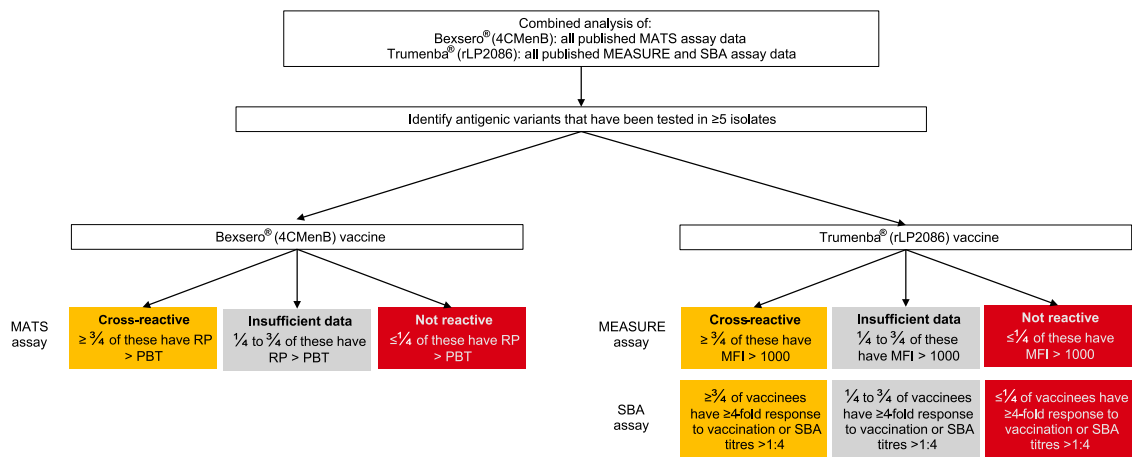 Combined analysis of:
Bexsero® (4CMenB): all published MATS assay data
Trumenba® (rLP2086): all published MEASURE and SBA assay data
Identify antigenic variants that have been tested in ≥5 isolates
Bexsero® (4CMenB) vaccine
Trumenba® (rLP2086) vaccine
MATS
assay
Cross-reactive
≥ ¾ of these have RP
> PBT
Insufficient data
¼ to ¾ of these have
RP > PBT
Not reactive
≤¼ of these have RP
> PBT
MEASURE
assay
Cross-reactive
≥ ¾ of these have
MFI > 1000
Insufficient data
¼ to ¾ of these
have MFI > 1000
Not reactive
≤¼ of these have
MFI > 1000
SBA
assay
≥¾ of vaccinees
have ≥4-fold response
to vaccination or SBA
titres >1:4
¼ to ¾ of vaccinees
have ≥4-fold response
to vaccination or SBA
titres >1:4
≤¼ of vaccinees have
≥4-fold response to
vaccination or SBA
titres >1:4